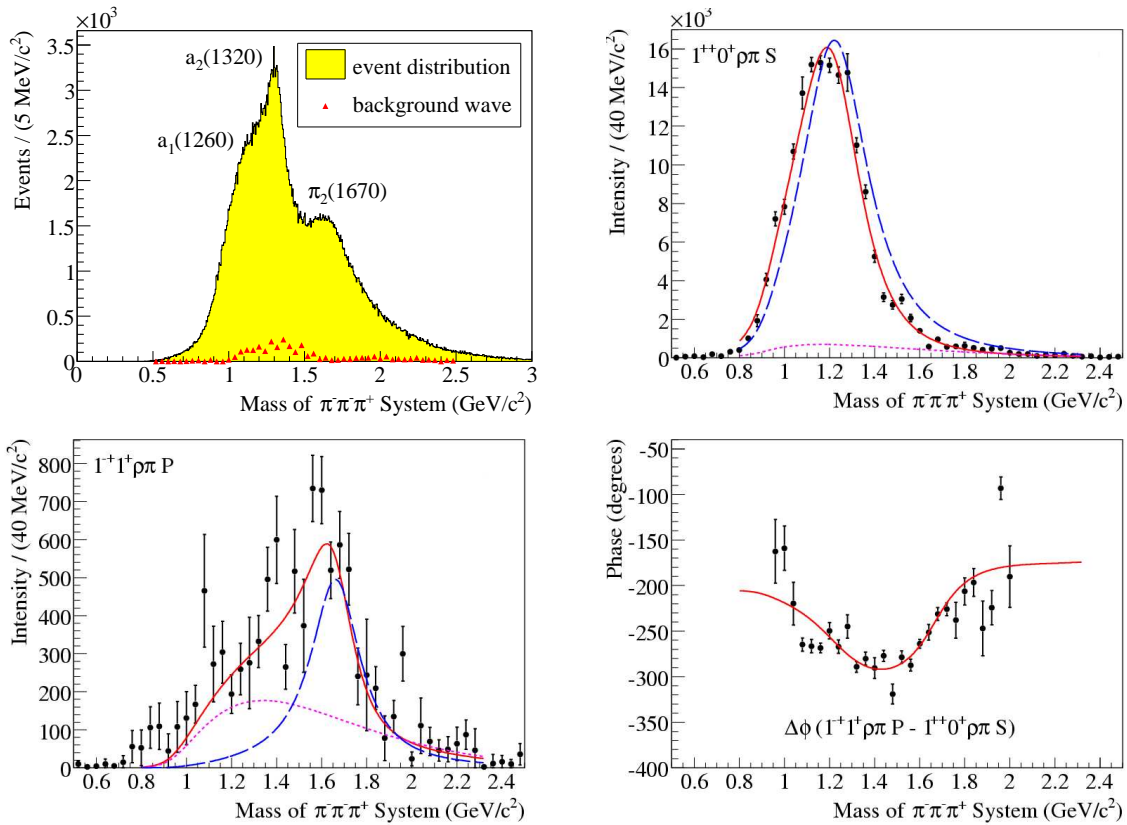 ×10³
Events / (5 MeV/c²)
3.5
3
2.5
2
1.5
1
0.5
0
a₂(1320)
a₁(1260)
π₂(1670)
event distribution
background wave
0 0.5 1 1.5 2 2.5 3
Mass of π⁻π⁻π⁺ System (GeV/c²)
×10³
Intensity / (40 MeV/c²)
16
14
12
10
8
6
4
2
0
1⁺⁺0⁺ρπ S
0.6 0.8 1 1.2 1.4 1.6 1.8 2 2.2 2.4
Mass of π⁻π⁻π⁺ System (GeV/c²)
Intensity / (40 MeV/c²)
800
700
600
500
400
300
200
100
0
1⁻⁺1⁺ρπ P
0.6 0.8 1 1.2 1.4 1.6 1.8 2 2.2 2.4
Mass of π⁻π⁻π⁺ System (GeV/c²)
Phase (degrees)
-50
-100
-150
-200
-250
-300
-350
-400
Δϕ (1⁻⁺1⁺ρπ P - 1⁺⁺0⁺ρπ S)
0.6 0.8 1 1.2 1.4 1.6 1.8 2 2.2 2.4
Mass of π⁻π⁻π⁺ System (GeV/c²)